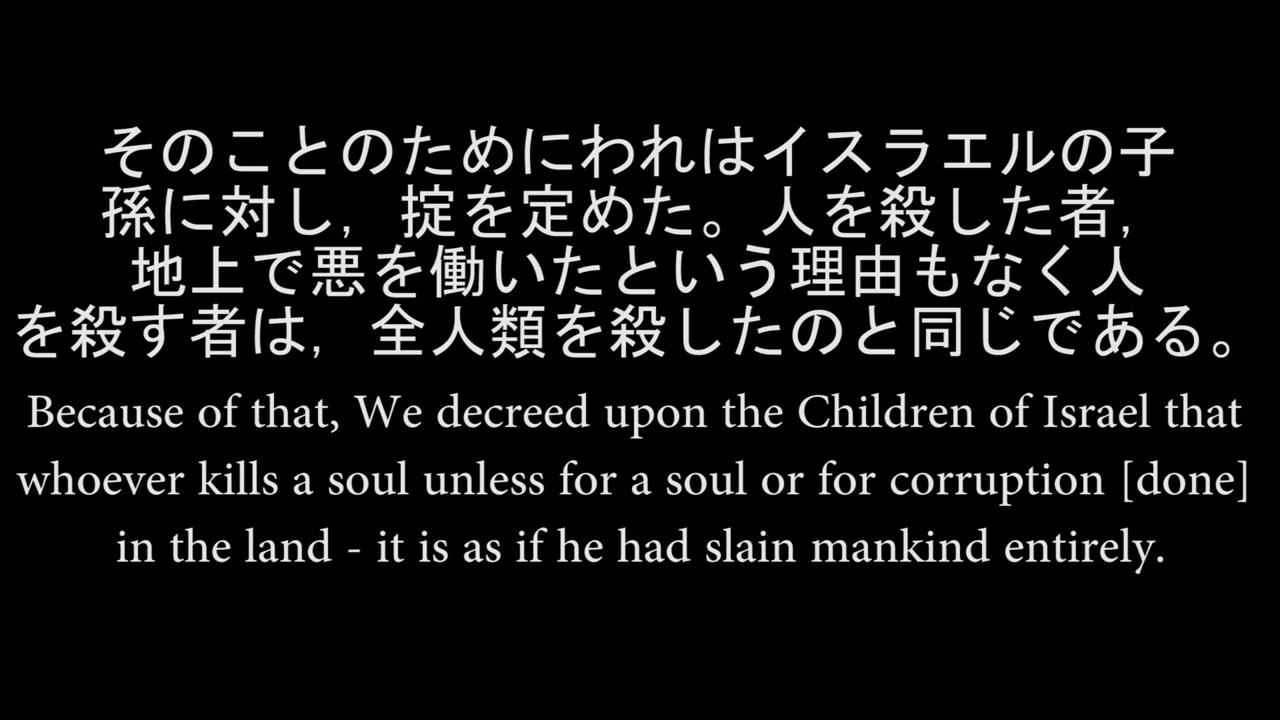 そのことのためにわれはイスラエルの子
孫に対し，掟を定めた。人を殺した者，
地上で悪を働いたという理由もなく人
を殺す者は，全人類を殺したのと同じである。
Because of that, We decreed upon the Children of Israel that
whoever kills a soul unless for a soul or for corruption [done]
in the land - it is as if he had slain mankind entirely.